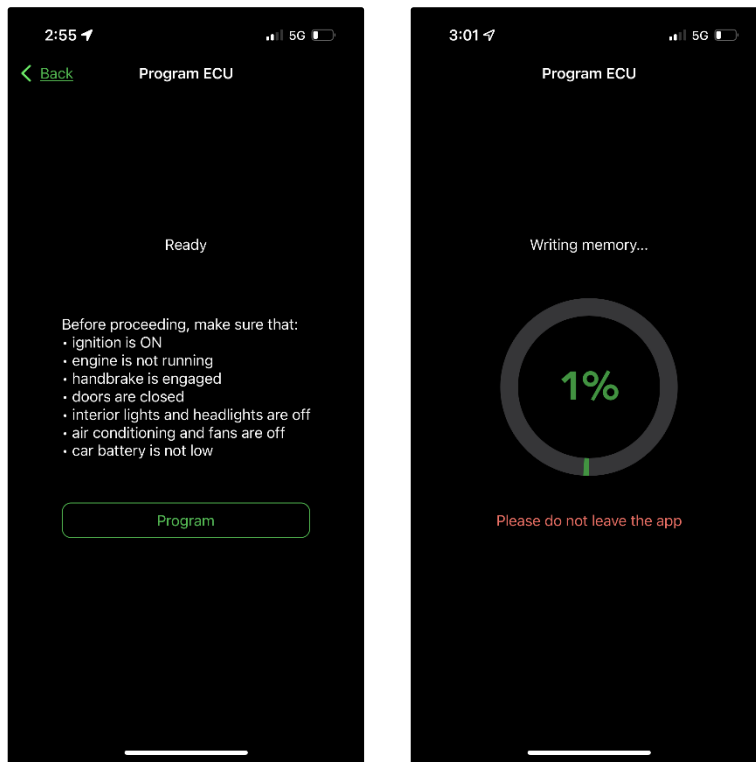 2:55
5G
Back
Program ECU
Ready
Before proceeding, make sure that:
• ignition is ON
• engine is not running
• handbrake is engaged
• doors are closed
• interior lights and headlights are off
• air conditioning and fans are off
• car battery is not low
Program
3:01
5G
Program ECU
Writing memory...
1%
Please do not leave the app